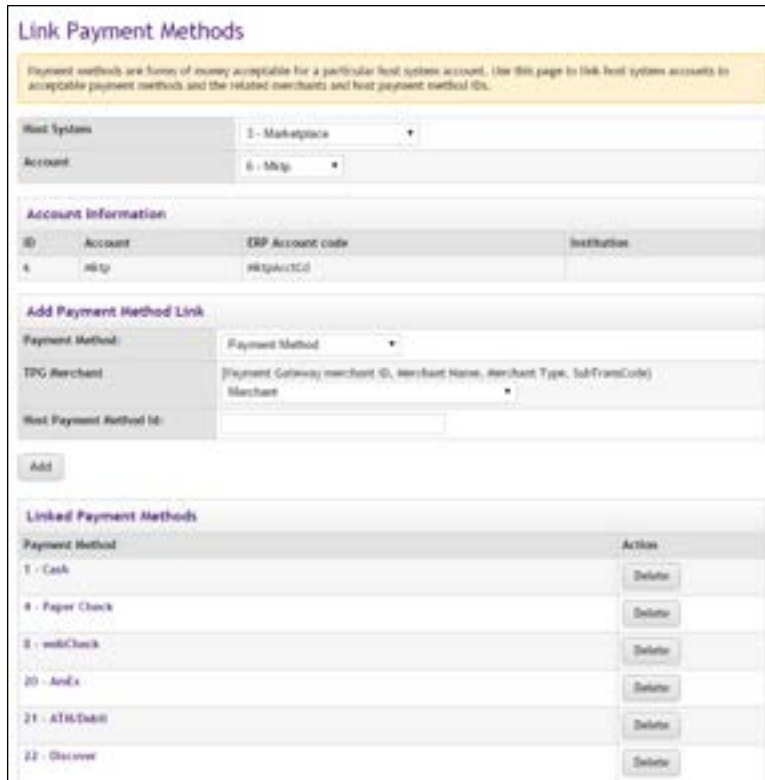 Link Payment Methods
Payment methods are forms of money acceptable for a particular host system account. Use this page to link host system accounts to
acceptable payment methods and the related merchants and host payment method IDs.
Host System
3 - Marketplace
Account
6 - Mktp
Account Information
ID Account ERP Account code Institution
6 Mktp MktpAcctCd
Add Payment Method Link
Payment Method:
Payment Method
TPG Merchant
(Payment Gateway merchant ID, Merchant Name, Merchant Type, SubTransCode)
Merchant
Host Payment Method Id:
Add
Linked Payment Methods
Payment Method Action
1 - Cash Delete
4 - Paper Check Delete
8 - webCheck Delete
20 - AmEx Delete
21 - ATM/Debit Delete
22 - Discover Delete